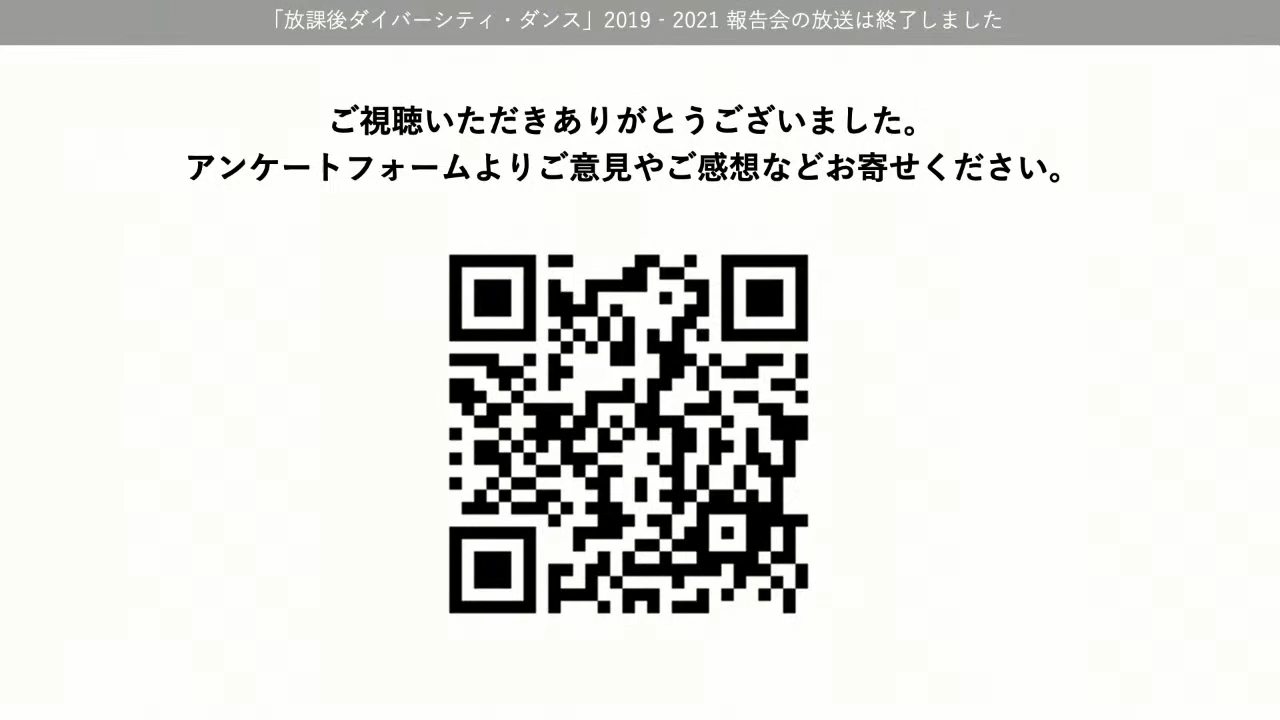 「放課後ダイバーシティ・ダンス」2019 - 2021 報告会の放送は終了しました
ご視聴いただきありがとうございました。
アンケートフォームよりご意見やご感想などお寄せください。